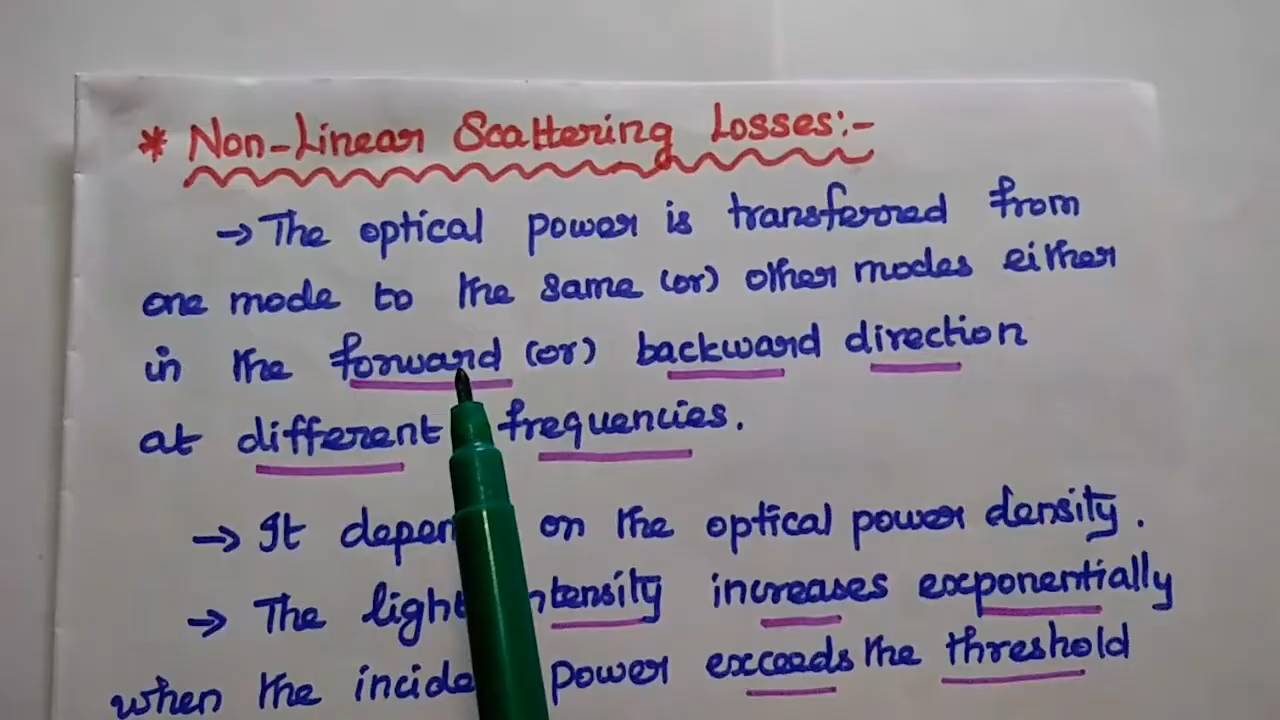 * Non-Linear Scattering Losses:-
→ The optical power is transferred from
one mode to the same (or) other modes either
in the forward (or) backward direction
at different frequencies.
→ It depen on the optical power density.
→ The light ntensity increases exponentially
when the incide power exceeds the threshold